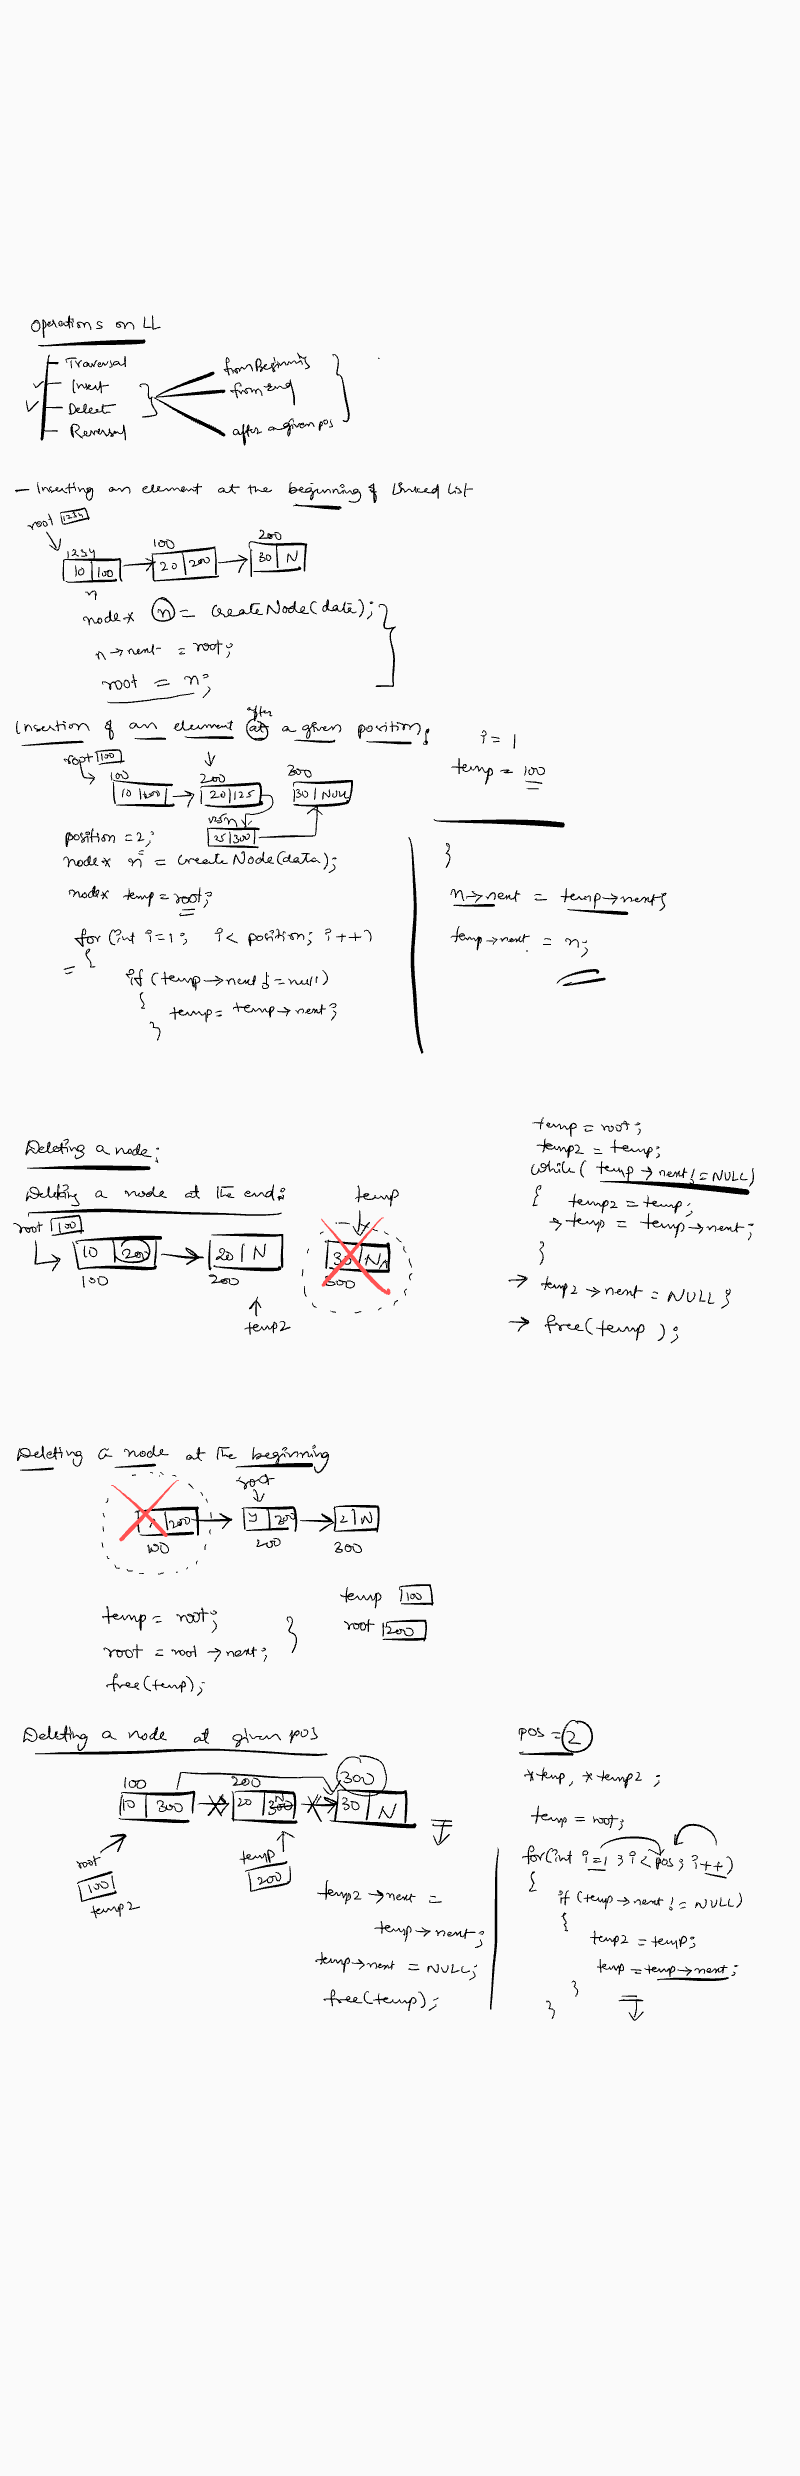 Operations on LL
Traversal
Insert
Delect
Reversal
from Beginning
from End
after a given pos
- Inserting an element at the beginning of Linked List
root 1234
1234 100 200
10 100 20 200 30 N
n
node* n = createNode(data);
n→next = root;
root = n;
after
Insertion of an element at a given position;
root 100
100 200 300
10 20 125 30 NULL
125 n
25 300
position = 2;
node* n = createNode(data);
node* temp = root;
for (int i=1; i< position; i++)
{
if (temp→next != null)
{
temp = temp→next;
}
i = 1
temp = 100
}
n→next = temp→next;
temp→next = n;
Deleting a node:
Deleting a node at the end:
root 100
10 200 20 N 30 N
100 200 300
temp
temp2
temp = root;
temp2 = temp;
while( temp→next != NULL)
{ temp2 = temp;
→ temp = temp→next;
}
→ temp2→next = NULL;
→ free(temp);
Deleting a node at the beginning
root
200 y 300 z N
100 200 300
temp 100
root 200
temp = root;
root = root→next;
free(temp);
}
Deleting a node at given pos
100 200 300
10 300 20 300 N 30 N
root
100
temp2
temp
200
temp2→next =
temp→next;
temp→next = NULL;
free(temp);
pos = 2
*temp, *temp2;
temp = root;
for(int i=1; i<pos; i++)
{
if (temp→next != NULL)
{
temp2 = temp;
temp = temp→next;
}
}